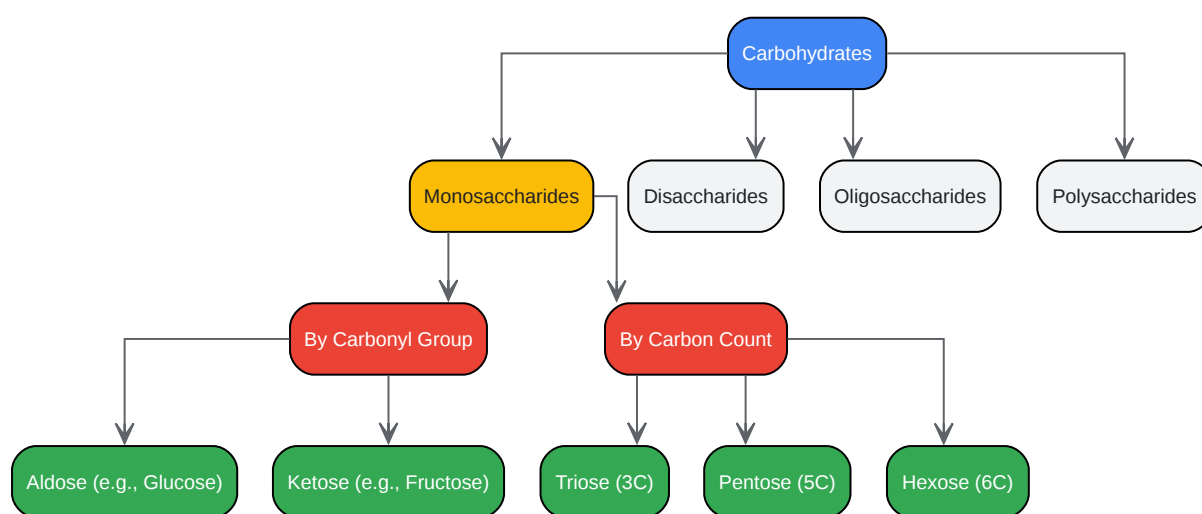 Carbohydrates
Monosaccharides
Disaccharides
Oligosaccharides
Polysaccharides
By Carbonyl Group
By Carbon Count
Aldose (e.g., Glucose)
Ketose (e.g., Fructose)
Triose (3C)
Pentose (5C)
Hexose (6C)